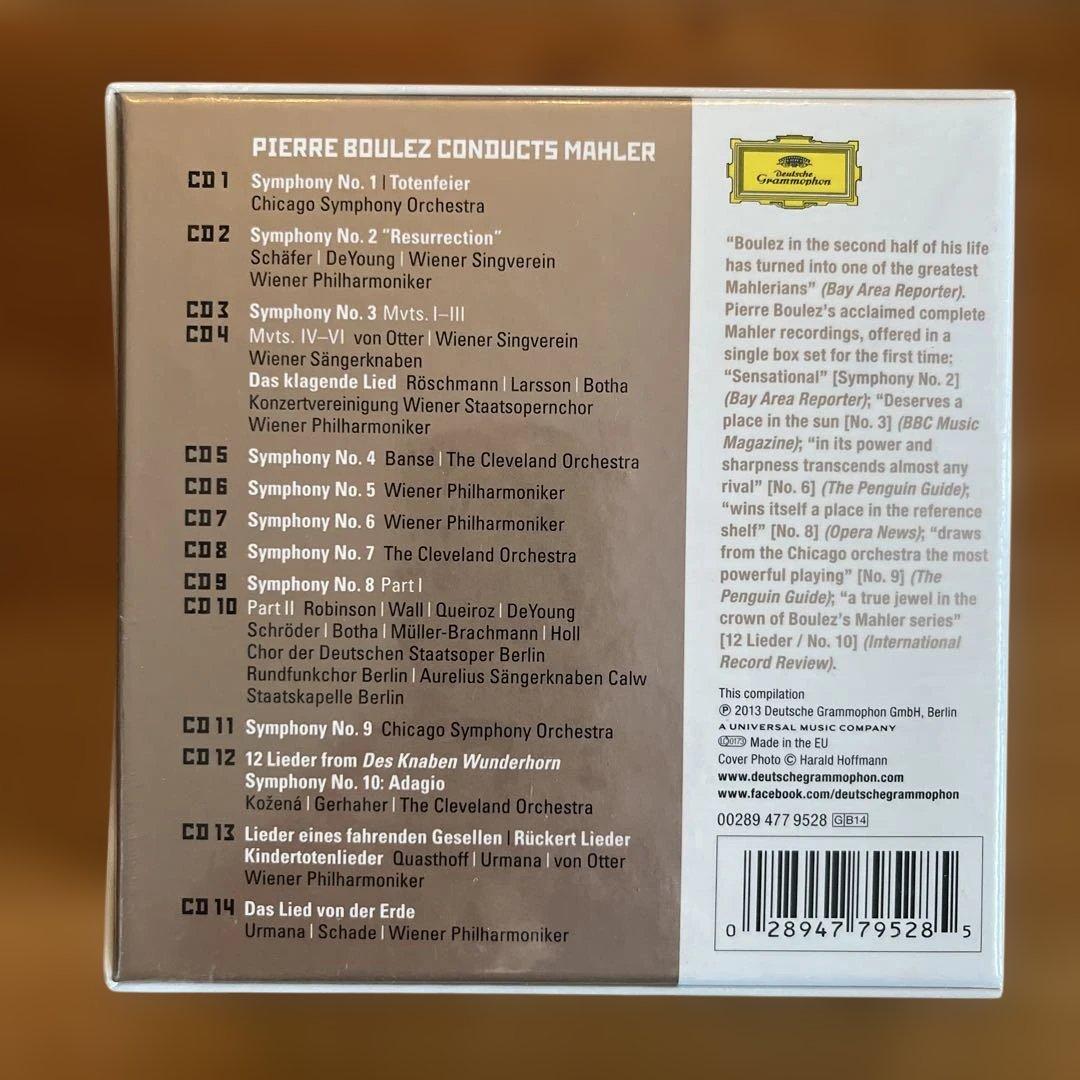 PIERRE BOULEZ CONDUCTS MAHLER
CD 1 Symphony No. 1 | Totenfeier
Chicago Symphony Orchestra
CD 2 Symphony No. 2 "Resurrection"
Schäfer | DeYoung | Wiener Singverein
Wiener Philharmoniker
CD 3 Symphony No. 3 Mvts. I–III
CD 4 Mvts. IV–VI von Otter | Wiener Singverein
Wiener Sängerknaben
Das klagende Lied Röschmann | Larsson | Botha
Konzertvereinigung Wiener Staatsopernchor
Wiener Philharmoniker
CD 5 Symphony No. 4 Banse | The Cleveland Orchestra
CD 6 Symphony No. 5 Wiener Philharmoniker
CD 7 Symphony No. 6 Wiener Philharmoniker
CD 8 Symphony No. 7 The Cleveland Orchestra
CD 9 Symphony No. 8 Part I
CD 10 Part II Robinson | Wall | Queiroz | DeYoung
Schröder | Botha | Müller-Brachmann | Holl
Chor der Deutschen Staatsoper Berlin
Rundfunkchor Berlin | Aurelius Sängerknaben Calw
Staatskapelle Berlin
CD 11 Symphony No. 9 Chicago Symphony Orchestra
CD 12 12 Lieder from Des Knaben Wunderhorn
Symphony No. 10: Adagio
Kožená | Gerhaher | The Cleveland Orchestra
CD 13 Lieder eines fahrenden Gesellen | Rückert Lieder
Kindertotenlieder Quasthoff | Urmana | von Otter
Wiener Philharmoniker
CD 14 Das Lied von der Erde
Urmana | Schade | Wiener Philharmoniker
Deutsche
Grammophon
"Boulez in the second half of his life
has turned into one of the greatest
Mahlerians" (Bay Area Reporter).
Pierre Boulez's acclaimed complete
Mahler recordings, offered in a
single box set for the first time:
"Sensational" [Symphony No. 2]
(Bay Area Reporter); "Deserves a
place in the sun [No. 3] (BBC Music
Magazine); "in its power and
sharpness transcends almost any
rival" [No. 6] (The Penguin Guide);
"wins itself a place in the reference
shelf" [No. 8] (Opera News); "draws
from the Chicago orchestra the most
powerful playing" [No. 9] (The
Penguin Guide); "a true jewel in the
crown of Boulez's Mahler series"
[12 Lieder / No. 10] (International
Record Review).
This compilation
℗ 2013 Deutsche Grammophon GmbH, Berlin
A UNIVERSAL MUSIC COMPANY
LC 0173 Made in the EU
Cover Photo © Harald Hoffmann
www.deutschegrammophon.com
www.facebook.com/deutschegrammophon
00289 477 9528 G B14
0 28947 79528 5